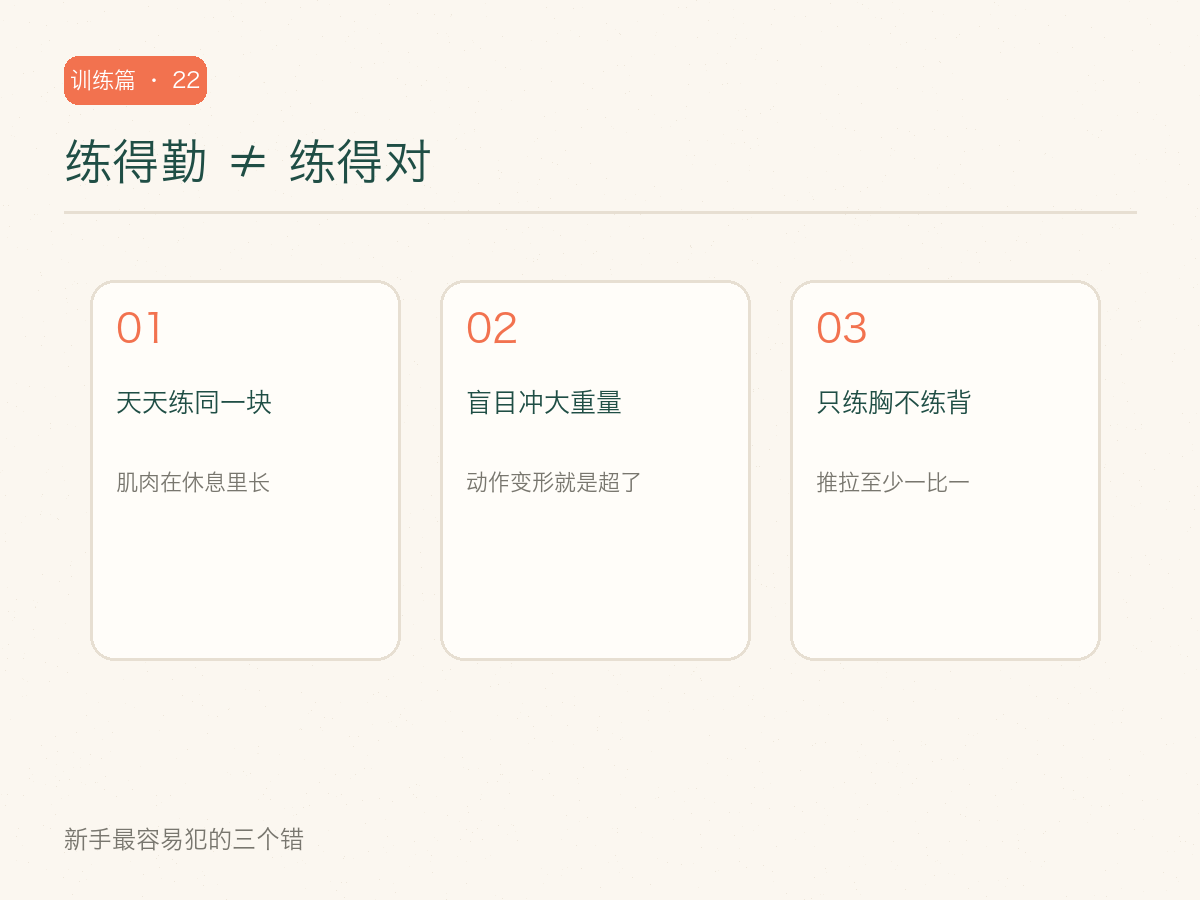 训练篇 · 22
练得勤 ≠ 练得对
01
天天练同一块
肌肉在休息里长
02
盲目冲大重量
动作变形就是超了
03
只练胸不练背
推拉至少一比一
新手最容易犯的三个错